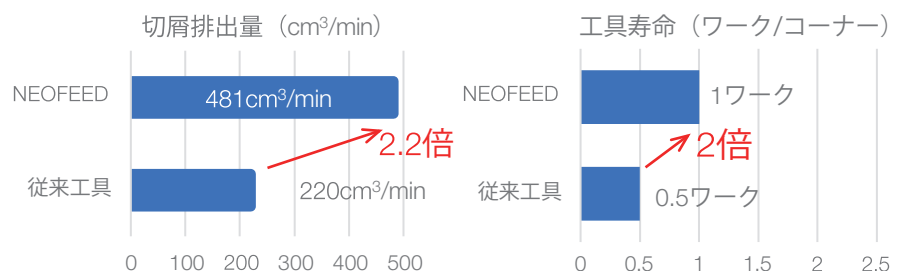 切屑排出量（cm³/min）
NEOFEED
481cm³/min
2.2倍
従来工具
220cm³/min
0 100 200 300 400 500
工具寿命（ワーク/コーナー）
NEOFEED
1ワーク
2倍
従来工具
0.5ワーク
0 0.5 1 1.5 2 2.5